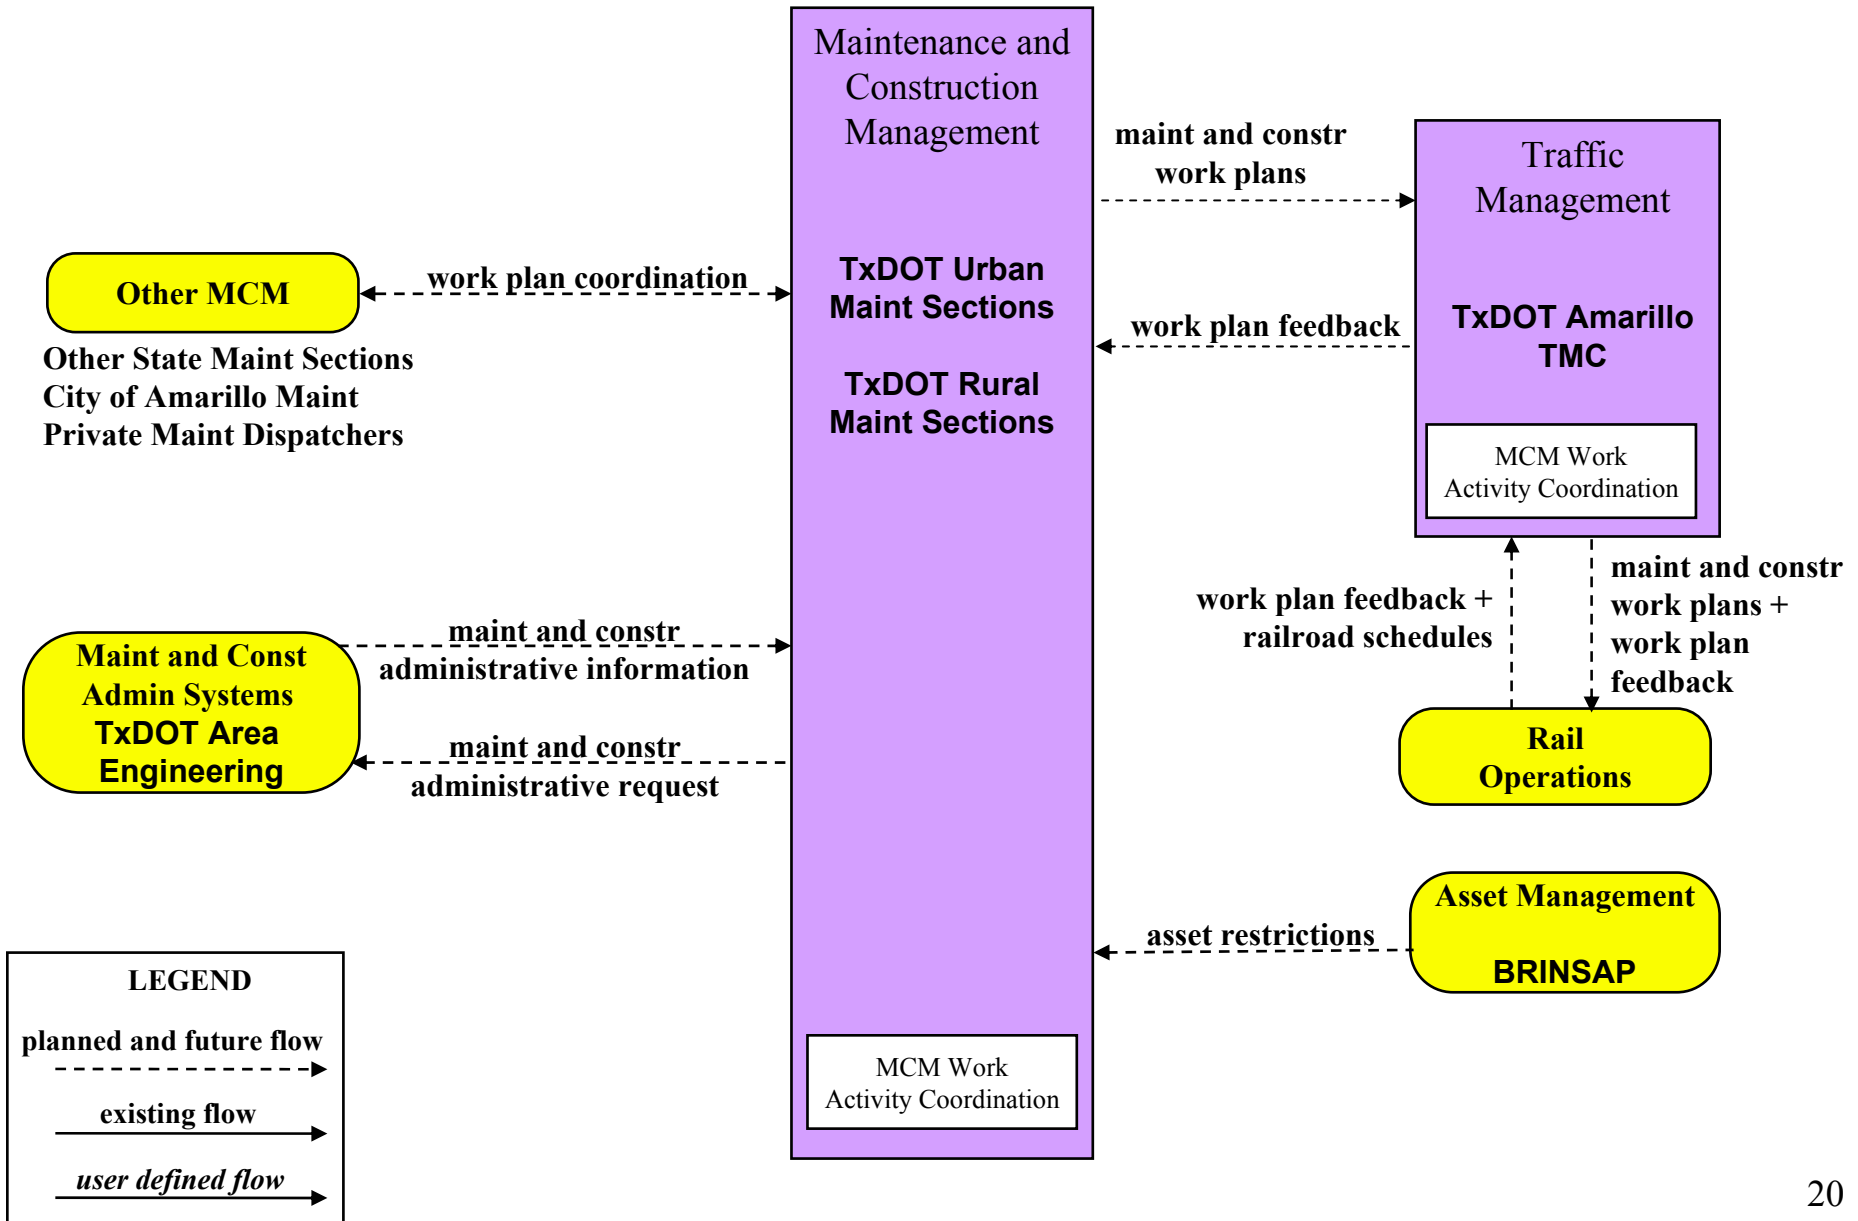 Maintenance and
Construction
Management
TxDOT Urban
Maint Sections
TxDOT Rural
Maint Sections
MCM Work
Activity Coordination
maint and constr
work plans
work plan feedback
Traffic
Management
TxDOT Amarillo
TMC
MCM Work
Activity Coordination
Other MCM
work plan coordination
Other State Maint Sections
City of Amarillo Maint
Private Maint Dispatchers
work plan feedback +
railroad schedules
maint and constr
work plans +
work plan
feedback
Maint and Const
Admin Systems
TxDOT Area
Engineering
maint and constr
administrative information
maint and constr
administrative request
Rail
Operations
Asset Management
BRINSAP
asset restrictions
LEGEND
planned and future flow
existing flow
user defined flow
20